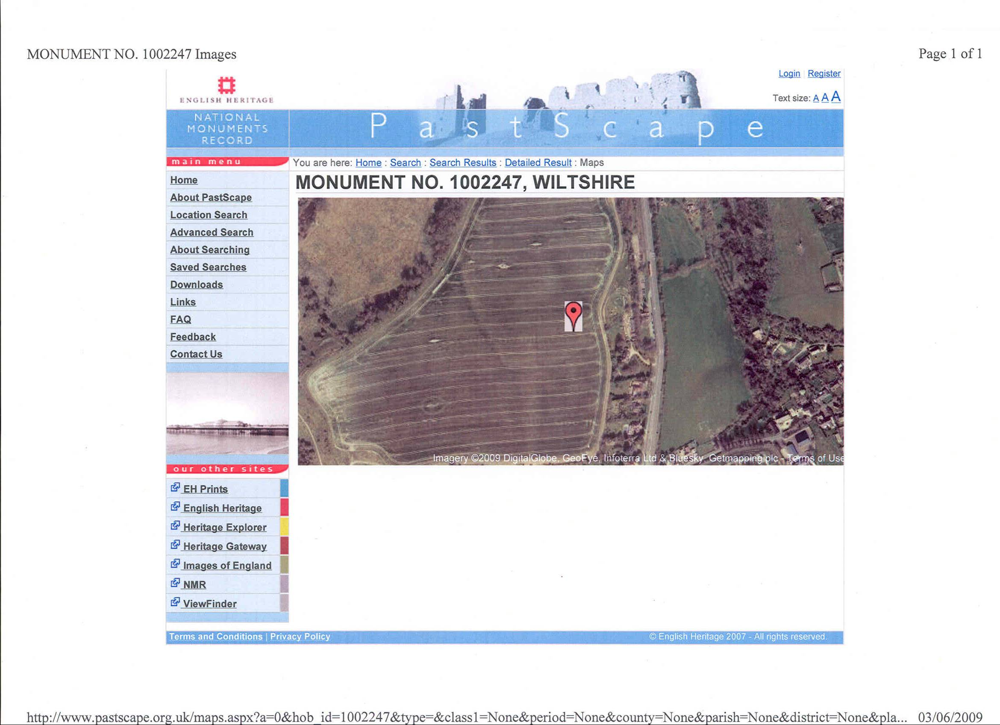 MONUMENT NO. 1002247 Images
Page 1 of 1
Login Register
ENGLISH HERITAGE
Text size: A A A
NATIONAL
MONUMENTS
RECORD
PastScape
main menu
You are here: Home : Search : Search Results : Detailed Result : Maps
Home
About PastScape
Location Search
Advanced Search
About Searching
Saved Searches
Downloads
Links
FAQ
Feedback
Contact Us
MONUMENT NO. 1002247, WILTSHIRE
Imagery ©2009 DigitalGlobe, GeoEye, Infoterra Ltd & Bluesky, Getmapping plc - Terms of Use
our other sites
EH Prints
English Heritage
Heritage Explorer
Heritage Gateway
Images of England
NMR
ViewFinder
Terms and Conditions | Privacy Policy
© English Heritage 2007 - All rights reserved.
http://www.pastscape.org.uk/maps.aspx?a=0&hob_id=1002247&type=&class1=None&period=None&county=None&parish=None&district=None&pla...
03/06/2009